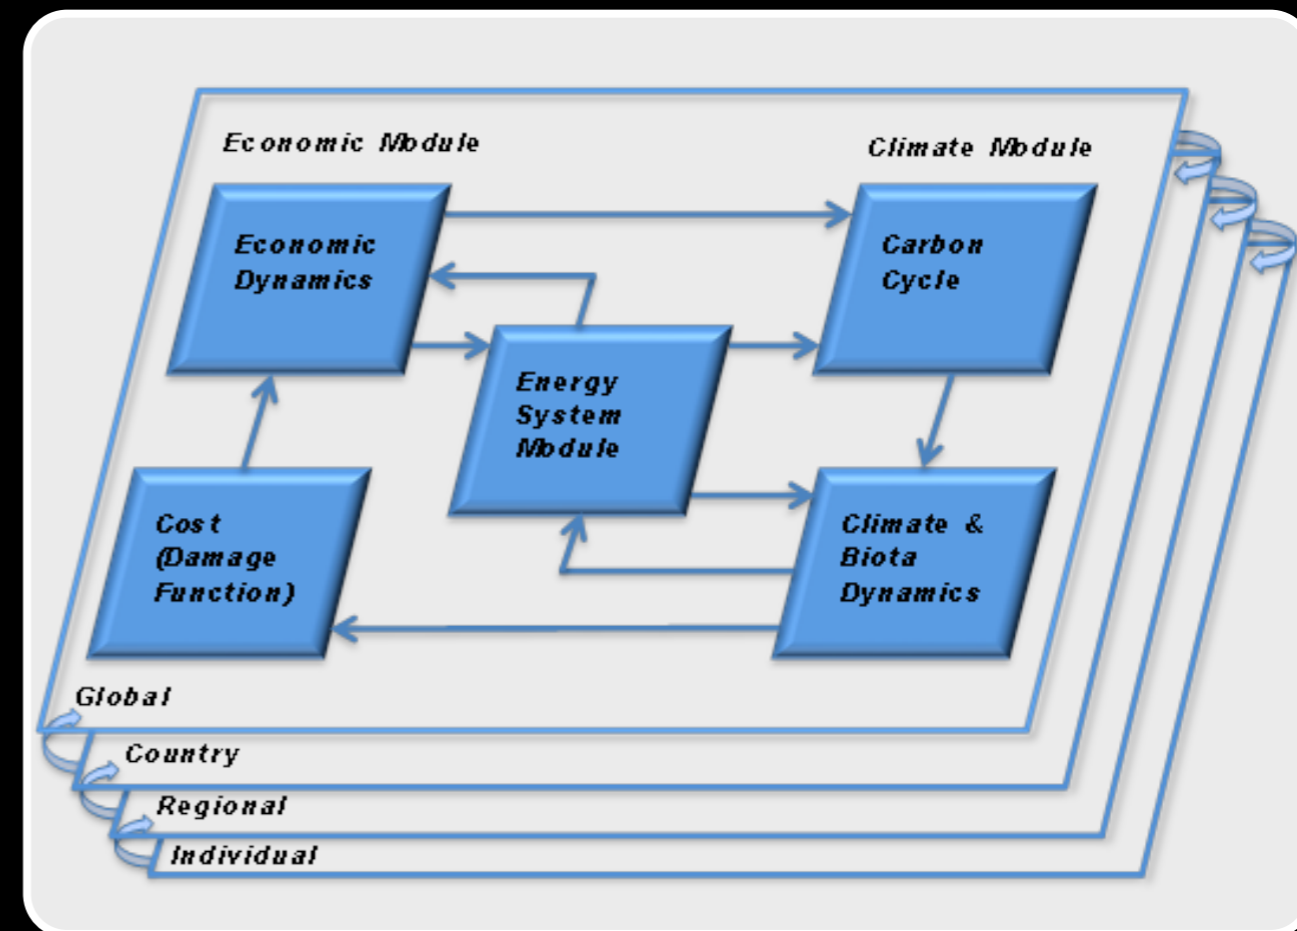 Economic Module
Climate Module
Economic
Dynamics
Carbon
Cycle
Energy
System
Module
Cost
(Damage
Function)
Climate &
Biota
Dynamics
Global
Country
Regional
Individual